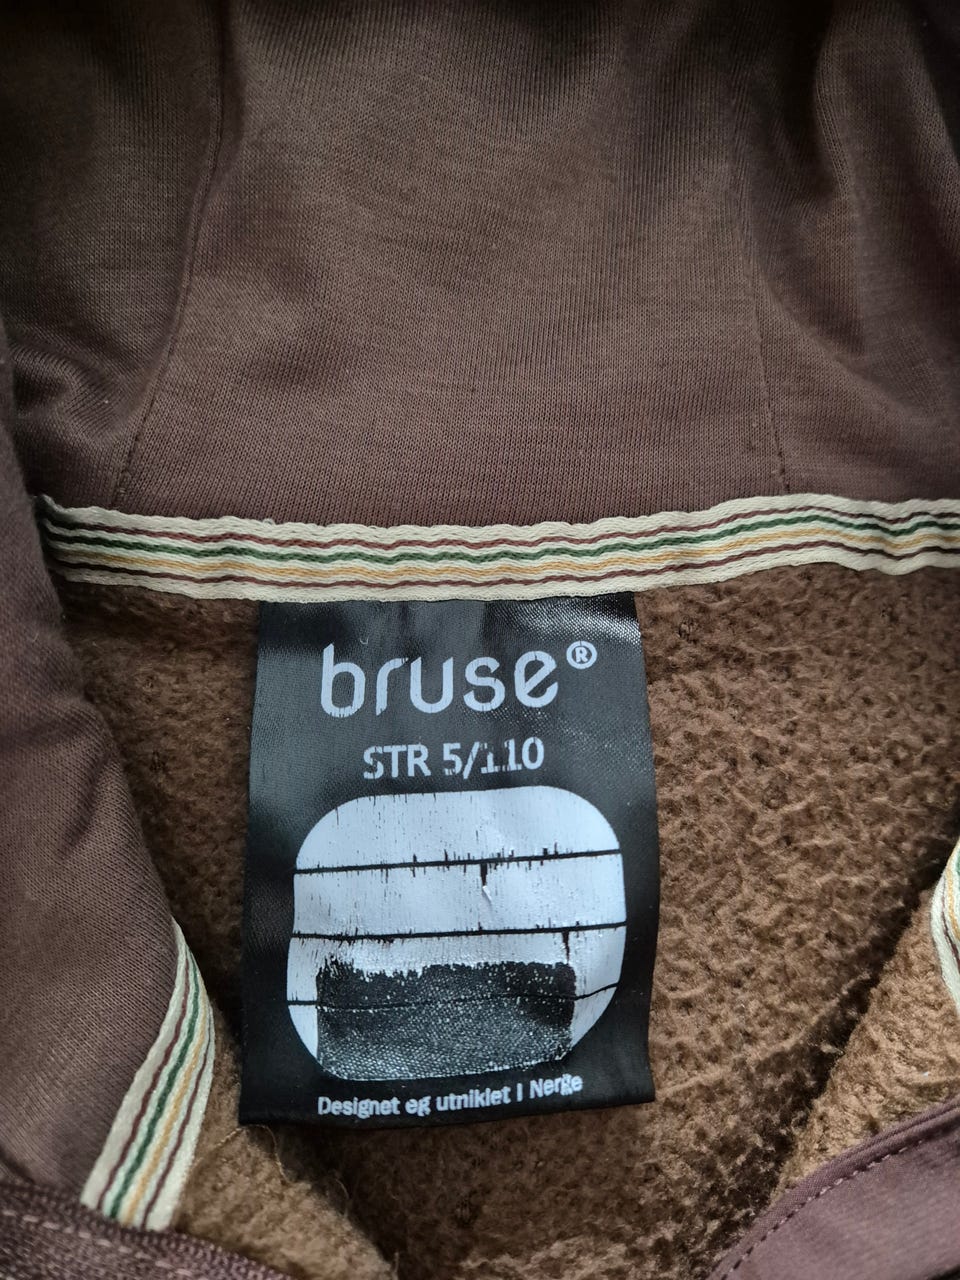 bruse®
STR 5/110
Designet og utviklet i Norge